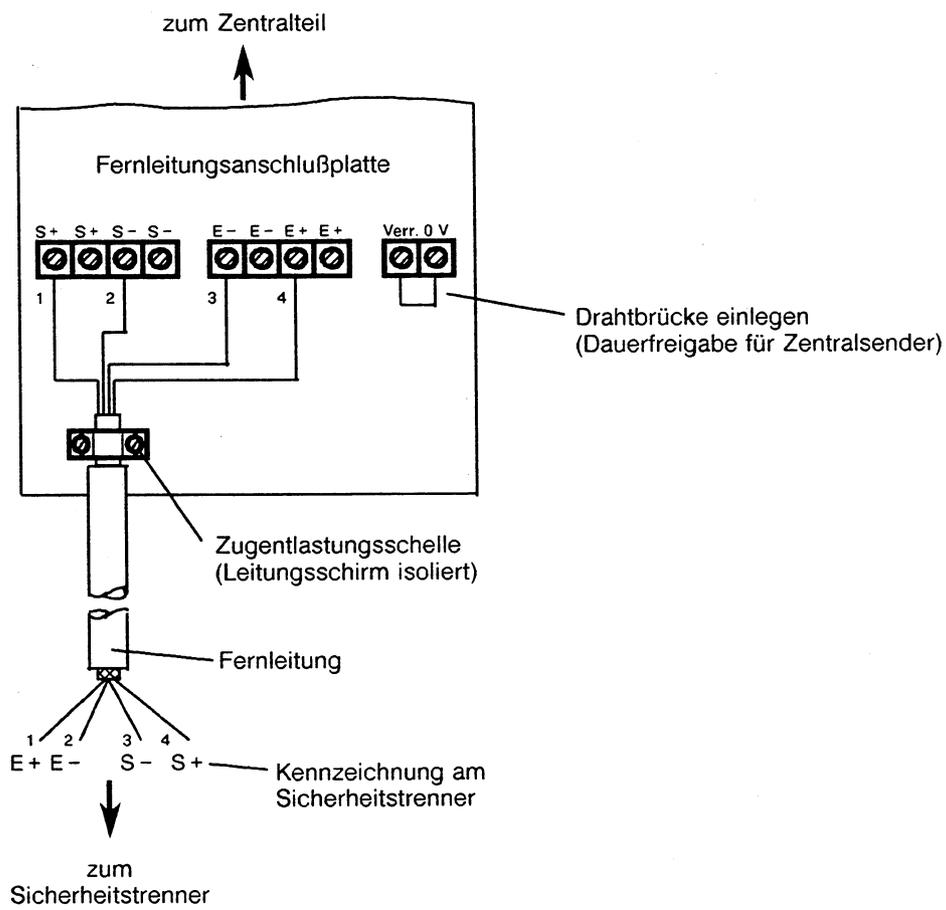 zum Zentralteil
Fernleitungsanschlußplatte
S+ S+ S- S-
E- E- E+ E+
Verr. 0 V
1 2 3 4
Drahtbrücke einlegen
(Dauerfreigabe für Zentralsender)
Zugentlastungsschelle
(Leitungsschirm isoliert)
Fernleitung
1 2 3 4
E+ E- S- S+
Kennzeichnung am
Sicherheitstrenner
zum
Sicherheitstrenner